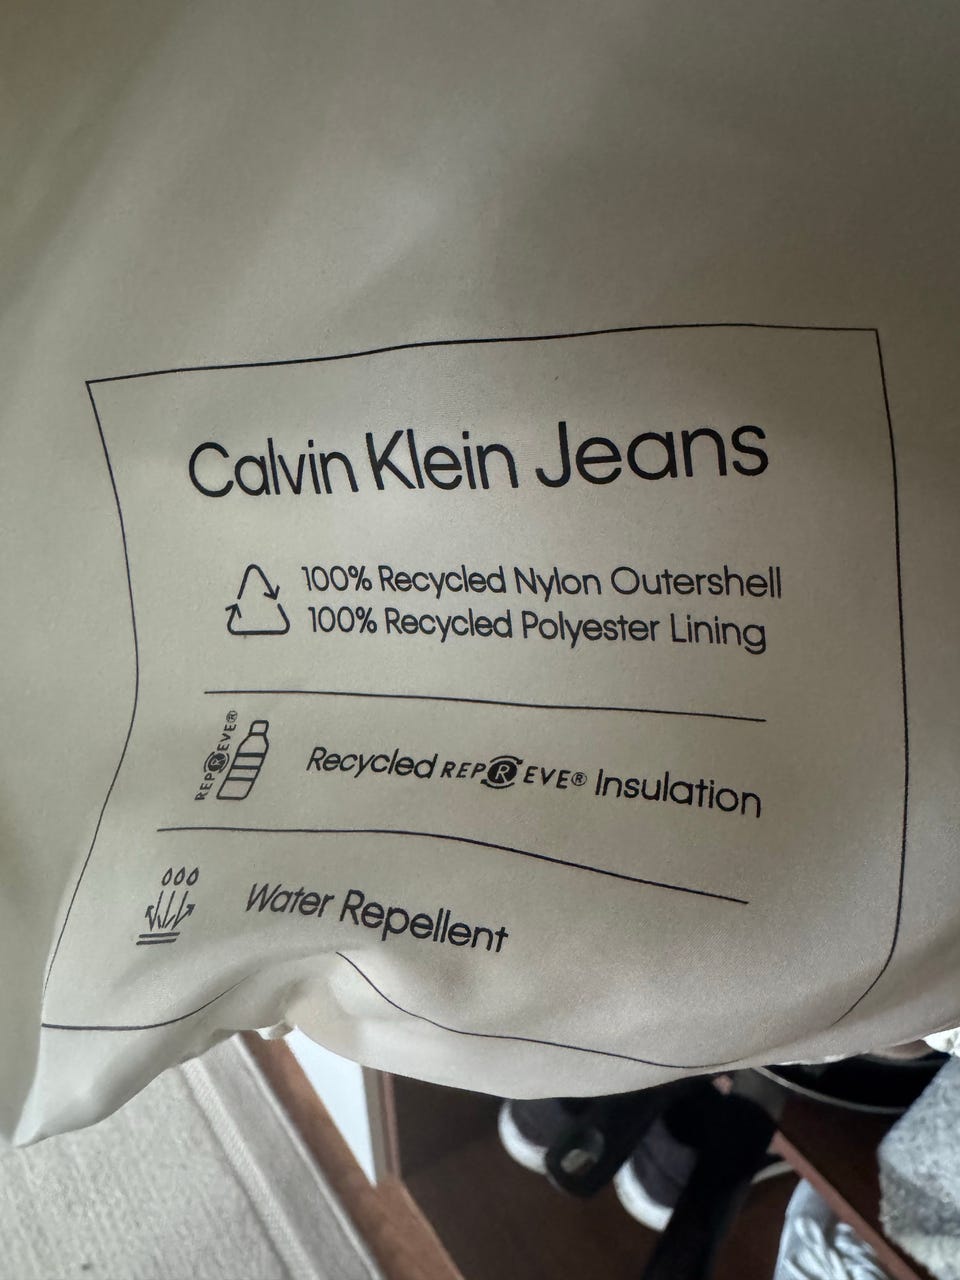 Calvin Klein Jeans
100% Recycled Nylon Outershell
100% Recycled Polyester Lining
REPREVE®
Recycled REPREVE® Insulation
Water Repellent